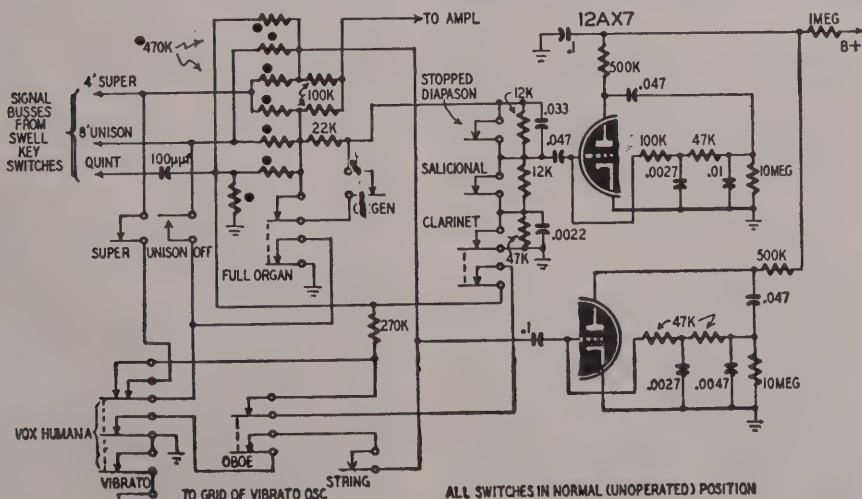 TO AMPL
12AX7
1MEG
B+
.1
470K
500K
.047
4' SUPER
100K
STOPPED
DIAPASON
12K
.033
SIGNAL
BUSSES
FROM
SWELL
KEY
SWITCHES
8' UNISON
22K
.047
100K
47K
QUINT
100µµf
SALICIONAL
12K
.0027
.01
10MEG
CLARINET
.0022
SUPER
UNISON OFF
FULL ORGAN
47K
500K
270K
.1
47K
.047
.0027
.0047
10MEG
VOX HUMANA
OBOE
VIBRATO
TO GRID OF VIBRATO OSC
STRING
ALL SWITCHES IN NORMAL (UNOPERATED) POSITION